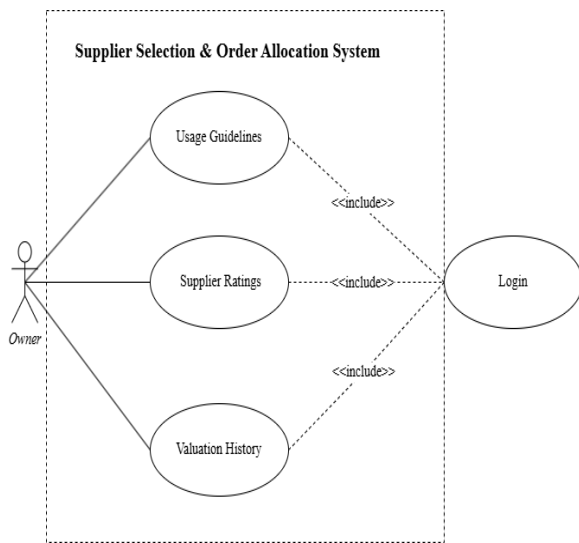 Supplier Selection & Order Allocation System
Usage Guidelines
<<include>>
Supplier Ratings
<<include>>
Login
Owner
<<include>>
Valuation History